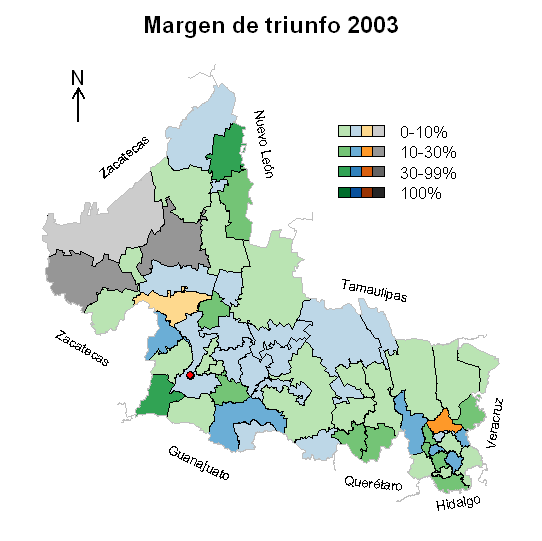 Margen de triunfo 2003
N
Zacatecas
Nuevo León
0-10%
10-30%
30-99%
100%
Tamaulipas
Zacatecas
Veracruz
Guanajuato
Querétaro
Hidalgo